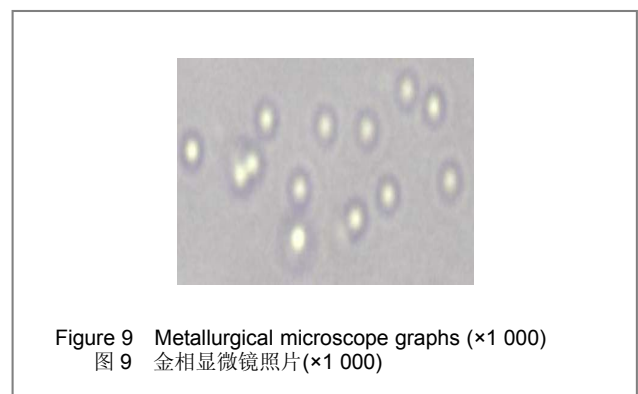 Figure 9 Metallurgical microscope graphs (×1 000)
图 9 金相显微镜照片(×1 000)